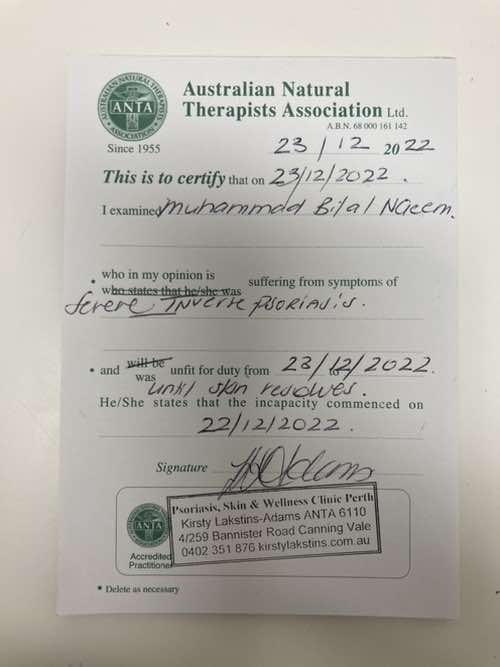 AUSTRALIAN NATURAL THERAPISTS
ANTA
ASSOCIATION
Since 1955
Australian Natural
Therapists Association Ltd.
A.B.N. 68 000 161 142
23/12 2022
This is to certify that on 23/12/2022.
I examined Muhammad Bilal Naeem.
• who in my opinion is
who states that he/she was suffering from symptoms of
Severe Inverse Psoriasis.
• and will be
was unfit for duty from 23/12/2022.
to
until skin resolves.
He/She states that the incapacity commenced on
22/12/2022.
Signature
ANTA
Accredited
Practitioner
Psoriasis, Skin & Wellness Clinic Perth
Kirsty Lakstins-Adams ANTA 6110
4/259 Bannister Road Canning Vale
0402 351 876 kirstylakstins.com.au
* Delete as necessary